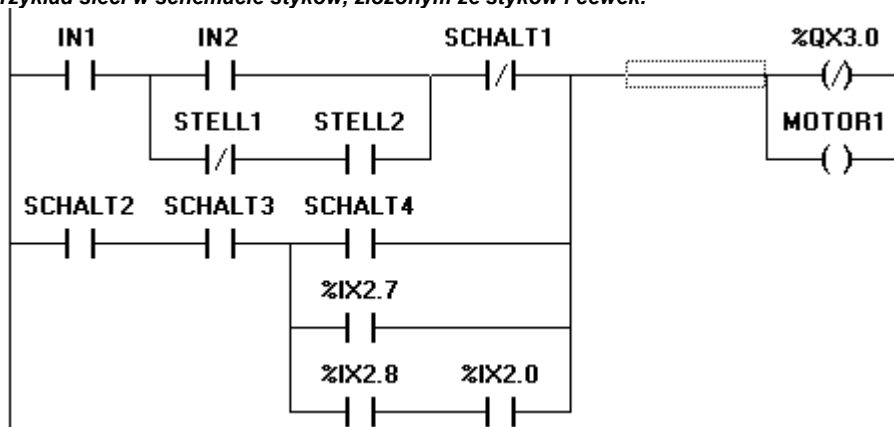 rzykład sieci w schemacie styków, złożonym ze styków i cewek:
IN1 IN2 SCHALT1 %QX3.0
STELL1 STELL2 MOTOR1
SCHALT2 SCHALT3 SCHALT4
%IX2.7
%IX2.8 %IX2.0